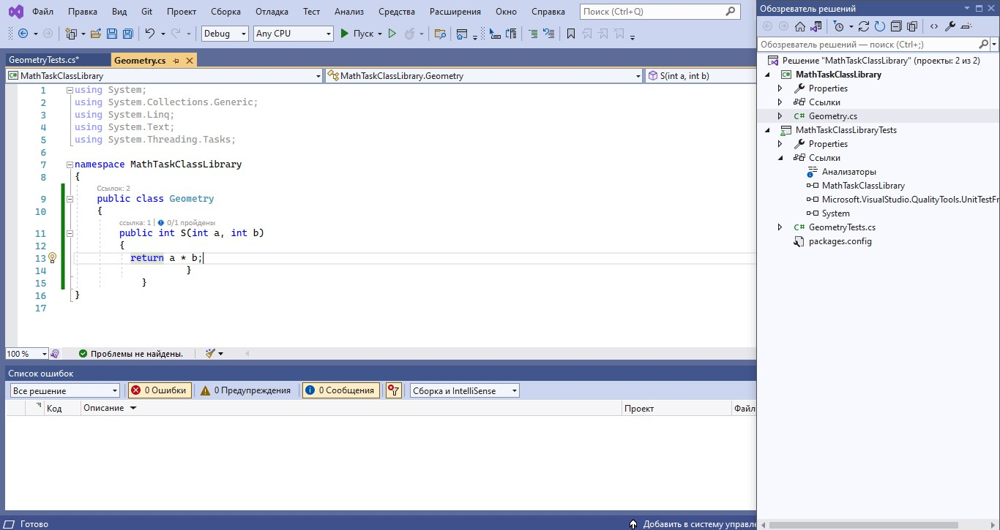 Файл Правка Вид Git Проект Сборка Отладка Тест Анализ Средства Расширения Окно Справка Поиск (Ctrl+Q)
Debug Any CPU Пуск
GeometryTests.cs* Geometry.cs
MathTaskClassLibrary MathTaskClassLibrary.Geometry S(int a, int b)
1 using System;
2 using System.Collections.Generic;
3 using System.Linq;
4 using System.Text;
5 using System.Threading.Tasks;
6
7 namespace MathTaskClassLibrary
8 {
Ссылок: 2
9 public class Geometry
10 {
ссылка: 1 | 0/1 пройдены
11 public int S(int a, int b)
12 {
13 return a * b;
14 }
15 }
16 }
17
100 % Проблемы не найдены.
Список ошибок
Все решение 0 Ошибки 0 Предупреждения 0 Сообщения Сборка и IntelliSense
Код Описание Проект Файл
Готово Добавить в систему управле
Обозреватель решений
Обозреватель решений — поиск (Ctrl+;)
Решение "MathTaskClassLibrary" (проекты: 2 из 2)
C# MathTaskClassLibrary
Properties
Ссылки
C# Geometry.cs
MathTaskClassLibraryTests
Properties
Ссылки
Анализаторы
MathTaskClassLibrary
Microsoft.VisualStudio.QualityTools.UnitTestFr
System
C# GeometryTests.cs
packages.config